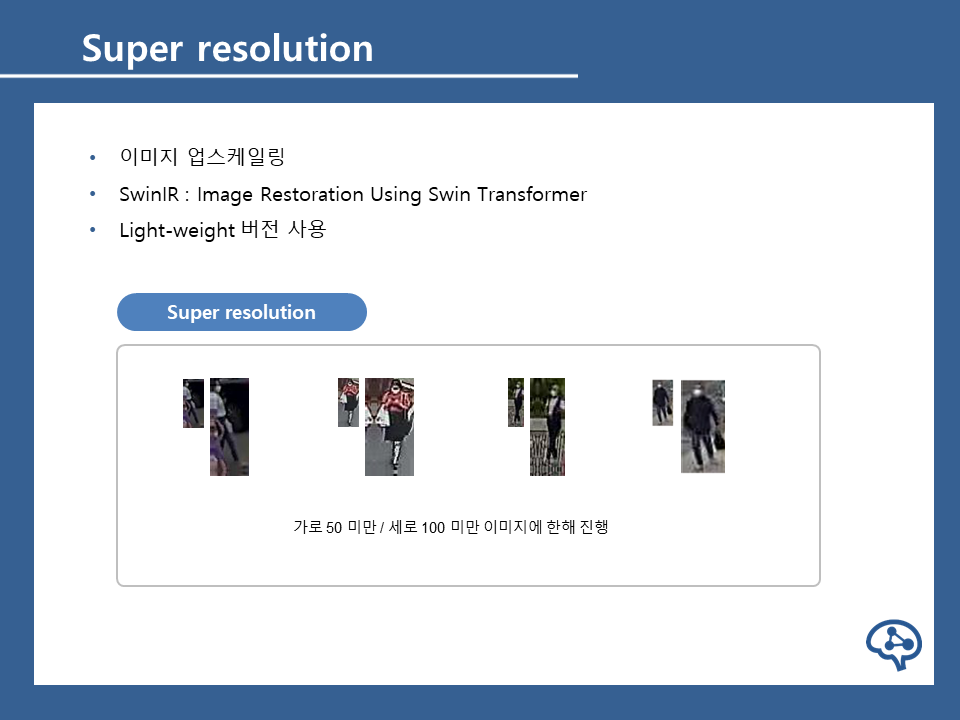 Super resolution
이미지 업스케일링
SwinIR : Image Restoration Using Swin Transformer
Light-weight 버전 사용
Super resolution
가로 50 미만 / 세로 100 미만 이미지에 한해 진행